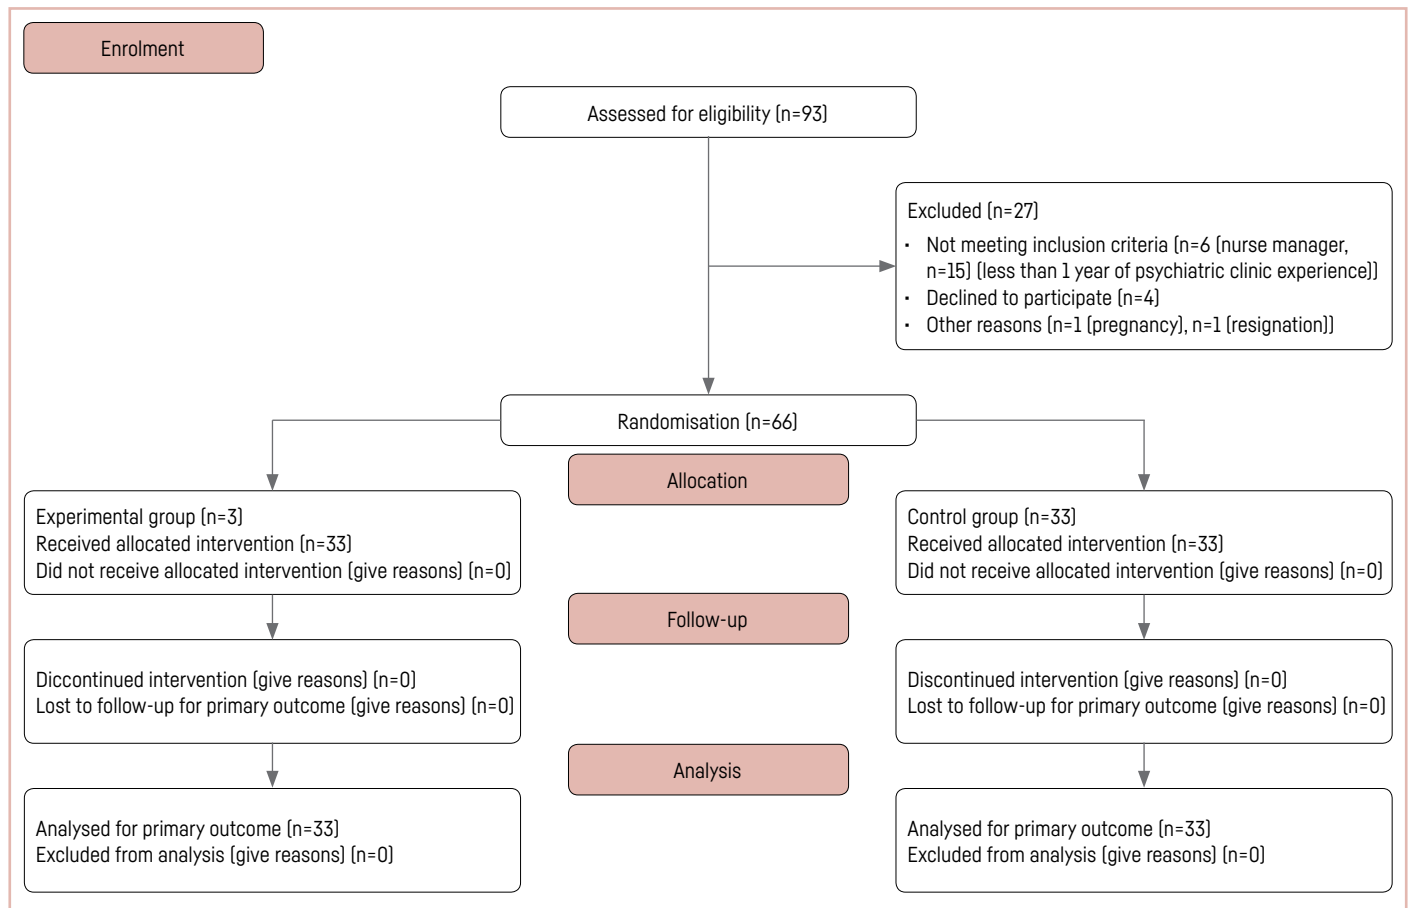 Enrolment
Assessed for eligibility (n=93)
Excluded (n=27)
· Not meeting inclusion criteria (n=6 (nurse manager,
n=15) (less than 1 year of psychiatric clinic experience))
· Declined to participate (n=4)
· Other reasons (n=1 (pregnancy), n=1 (resignation))
Randomisation (n=66)
Allocation
Experimental group (n=3)
Received allocated intervention (n=33)
Did not receive allocated intervention (give reasons) (n=0)
Control group (n=33)
Received allocated intervention (n=33)
Did not receive allocated intervention (give reasons) (n=0)
Follow-up
Diccontinued intervention (give reasons) (n=0)
Lost to follow-up for primary outcome (give reasons) (n=0)
Discontinued intervention (give reasons) (n=0)
Lost to follow-up for primary outcome (give reasons) (n=0)
Analysis
Analysed for primary outcome (n=33)
Excluded from analysis (give reasons) (n=0)
Analysed for primary outcome (n=33)
Excluded from analysis (give reasons) (n=0)